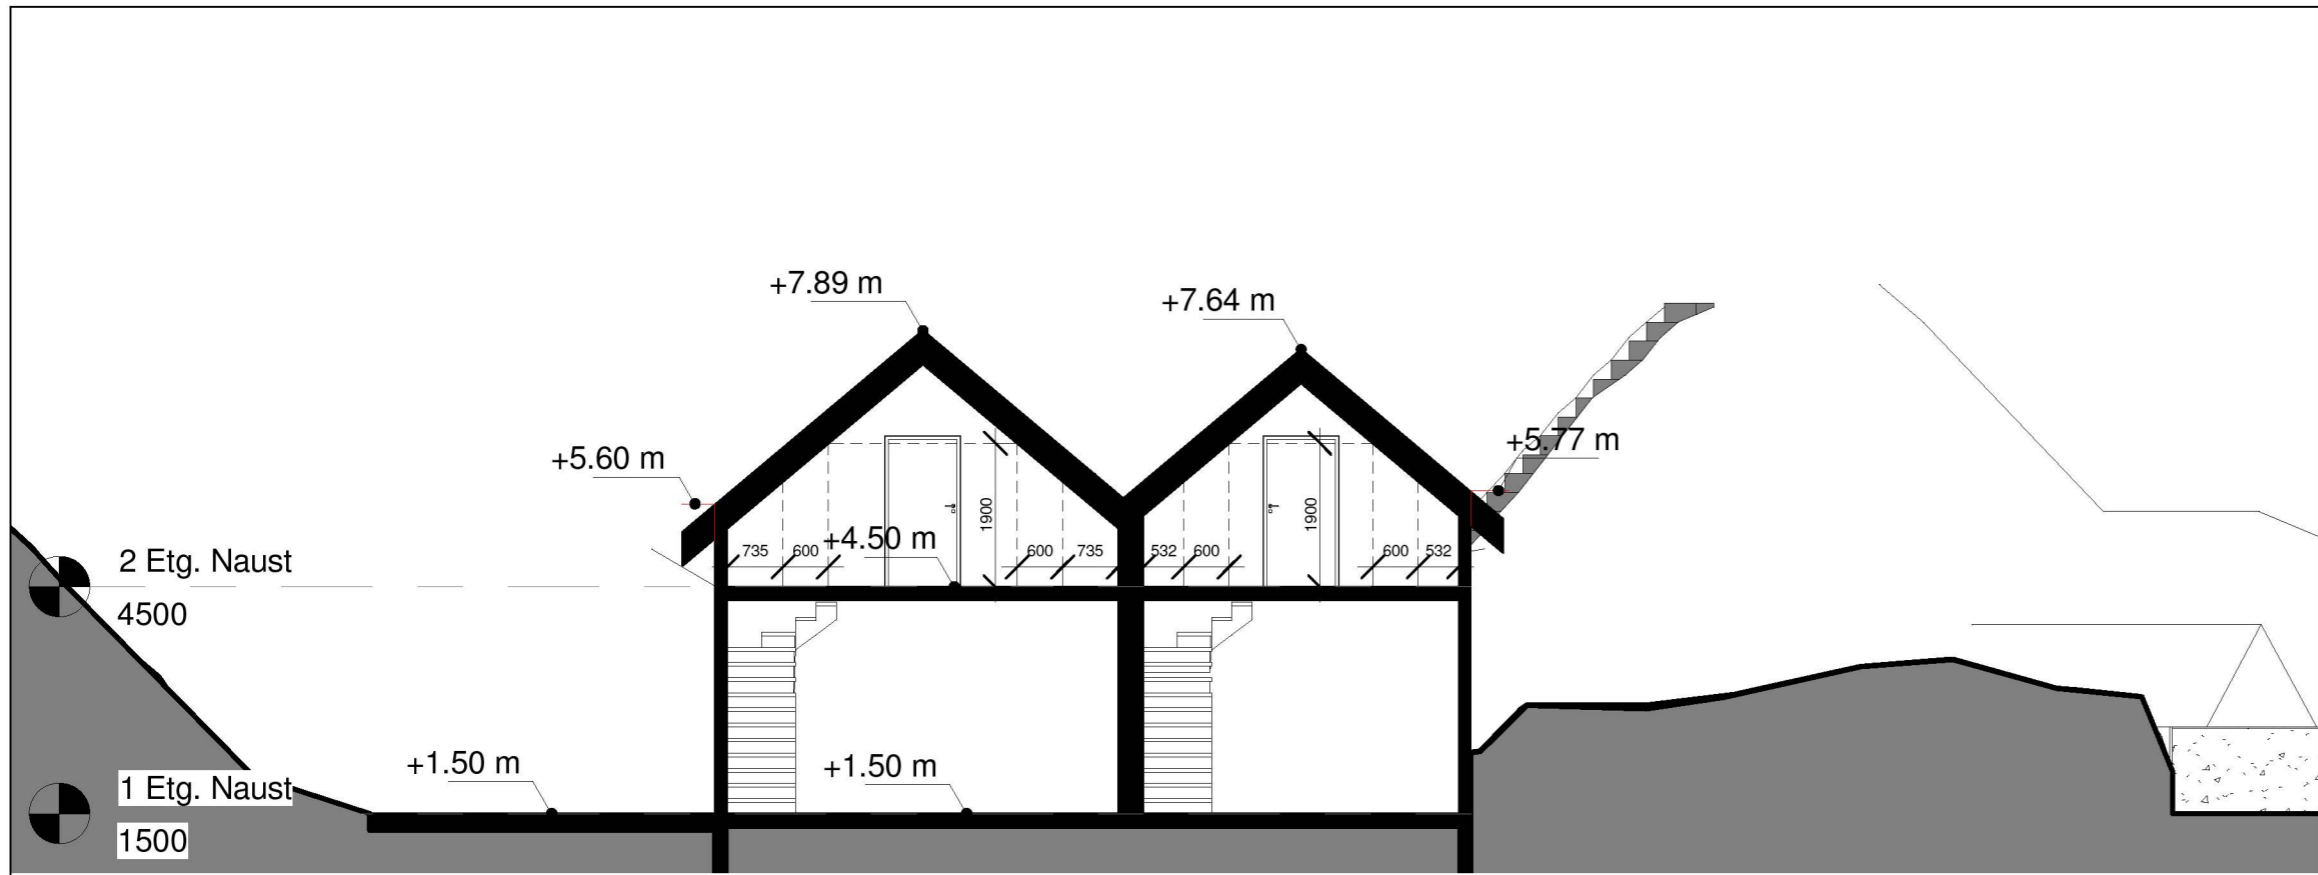 +7.89 m
+7.64 m
+5.60 m
+5.77 m
1900
1900
+4.50 m
735
600
600
735
532
600
600
532
2 Etg. Naust
4500
+1.50 m
+1.50 m
1 Etg. Naust
1500